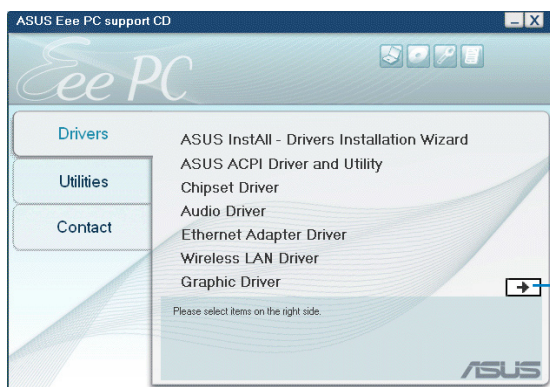 ASUS Eee PC support CD
Eee PC
Drivers
Utilities
Contact
ASUS InstAll - Drivers Installation Wizard
ASUS ACPI Driver and Utility
Chipset Driver
Audio Driver
Ethernet Adapter Driver
Wireless LAN Driver
Graphic Driver
Please select items on the right side.
ASUS